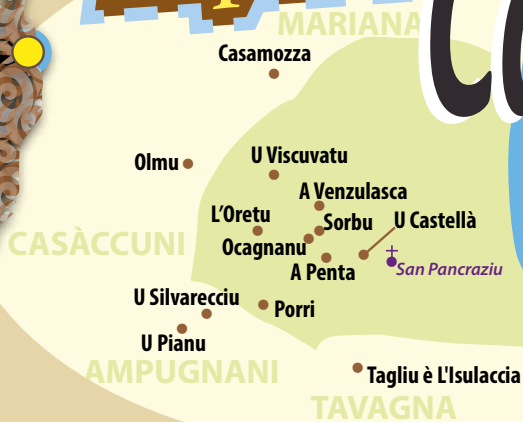 MARIANA
Casamozza
Olmu
U Viscuvatu
A Venzulasca
L'Oretu
Sorbu
U Castellà
CASÀCCUNI
Ocagnanu
A Penta
San Pancraziu
U Silvarecciu
Porri
U Pianu
AMPUGNANI
Tagliu è L'Isulaccia
TAVAGNA